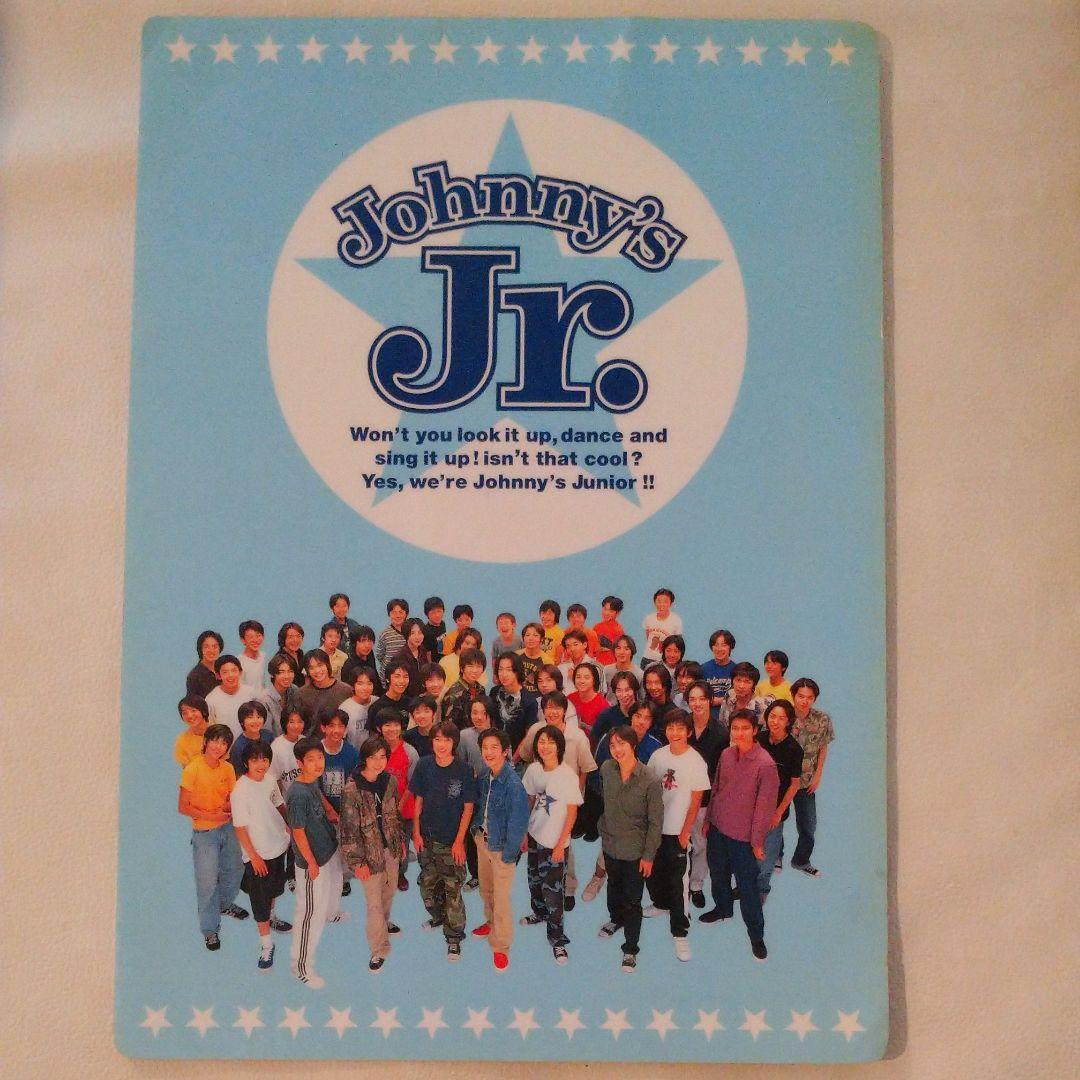 Johnny's
Jr.
Won't you look it up, dance and
sing it up! isn't that cool?
Yes, we're Johnny's Junior!!